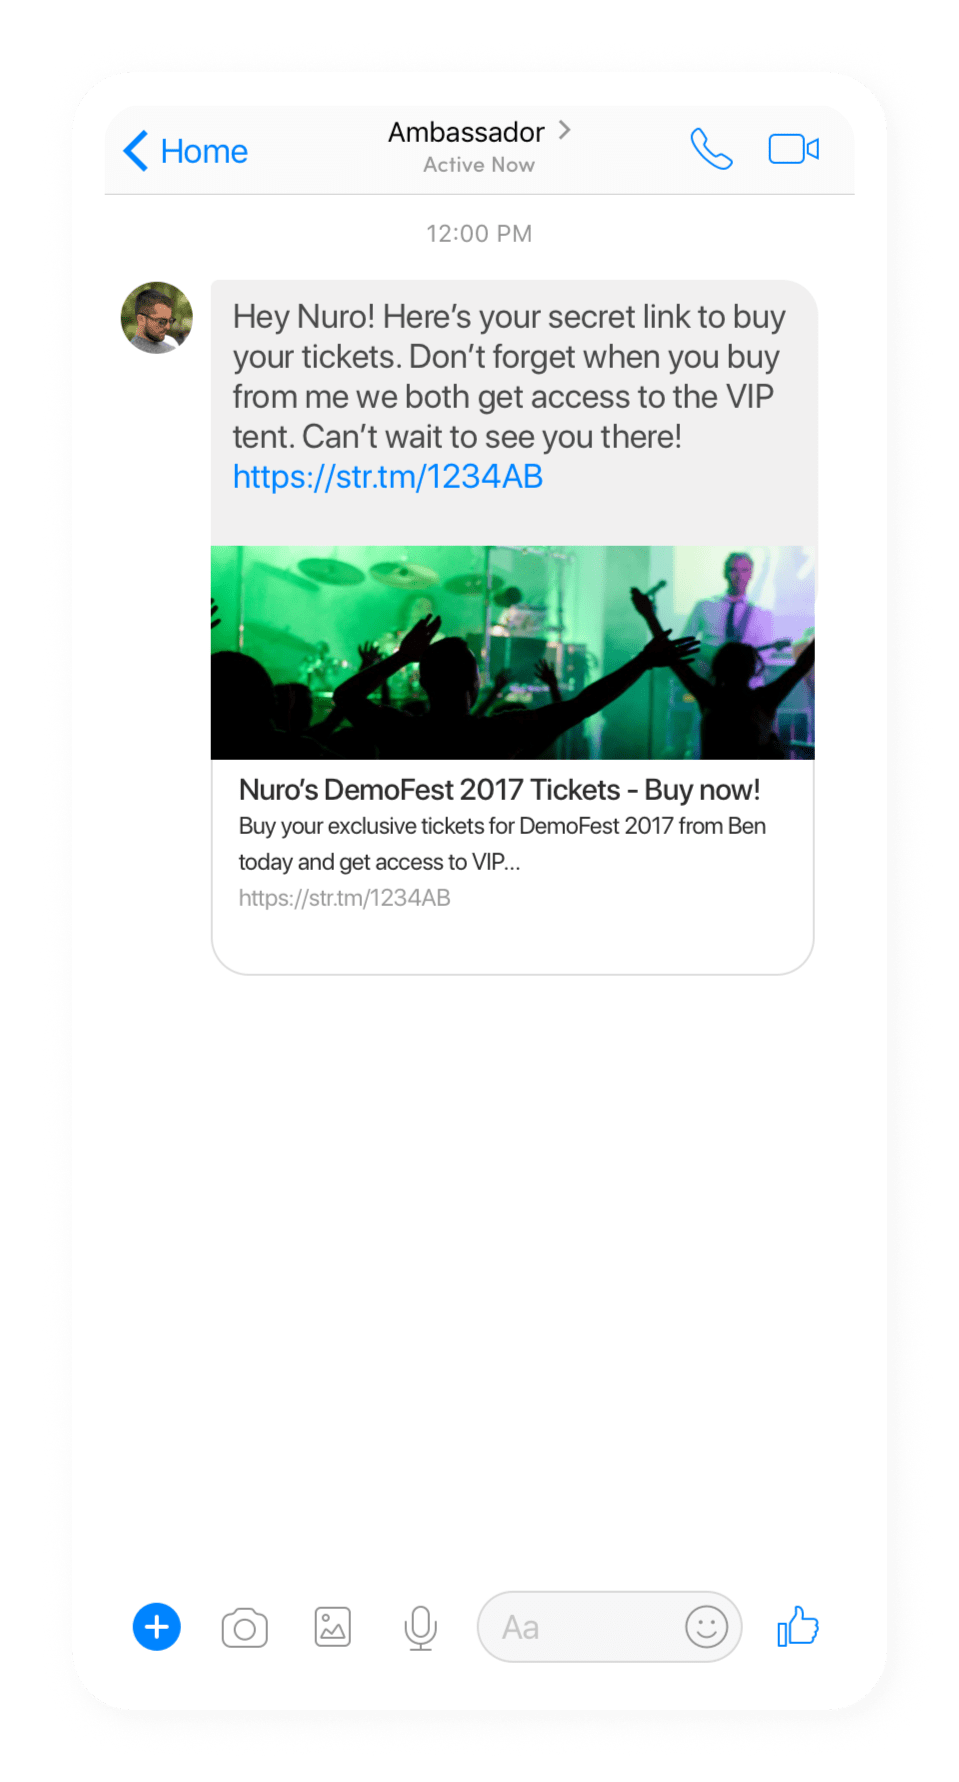 Home
Ambassador
Active Now
12:00 PM
Hey Nuro! Here’s your secret link to buy
your tickets. Don’t forget when you buy
from me we both get access to the VIP
tent. Can’t wait to see you there!
https://str.tm/1234AB
Nuro’s DemoFest 2017 Tickets - Buy now!
Buy your exclusive tickets for DemoFest 2017 from Ben
today and get access to VIP...
https://str.tm/1234AB
Aa